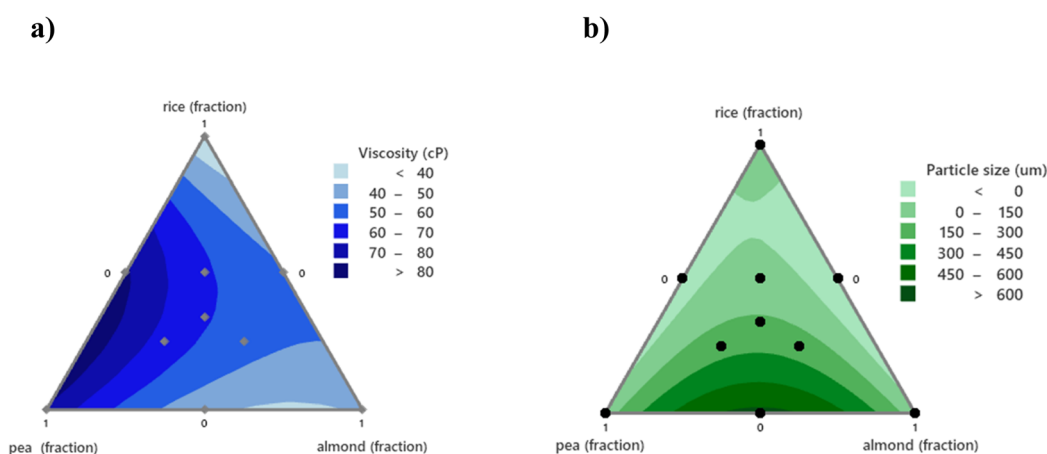 a)
rice (fraction)
1
Viscosity (cP)
< 40
40 – 50
50 – 60
60 – 70
70 – 80
> 80
0
0
1
0
1
pea (fraction)
almond (fraction)
b)
rice (fraction)
1
Particle size (um)
< 0
0 – 150
150 – 300
300 – 450
450 – 600
> 600
0
0
1
0
1
pea (fraction)
almond (fraction)